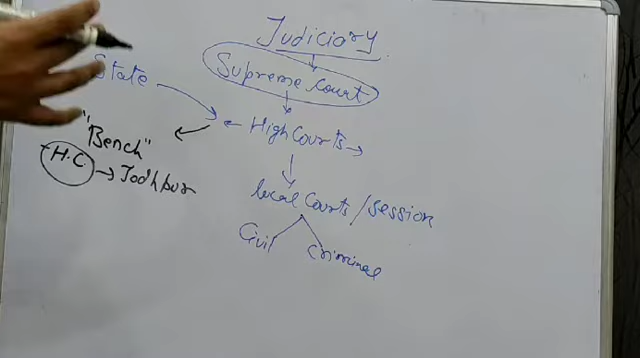 Judiciary
Supreme Court
State
High Courts
"Bench"
H.C. → Jodhpur
local Courts / Session
Civil
Criminal